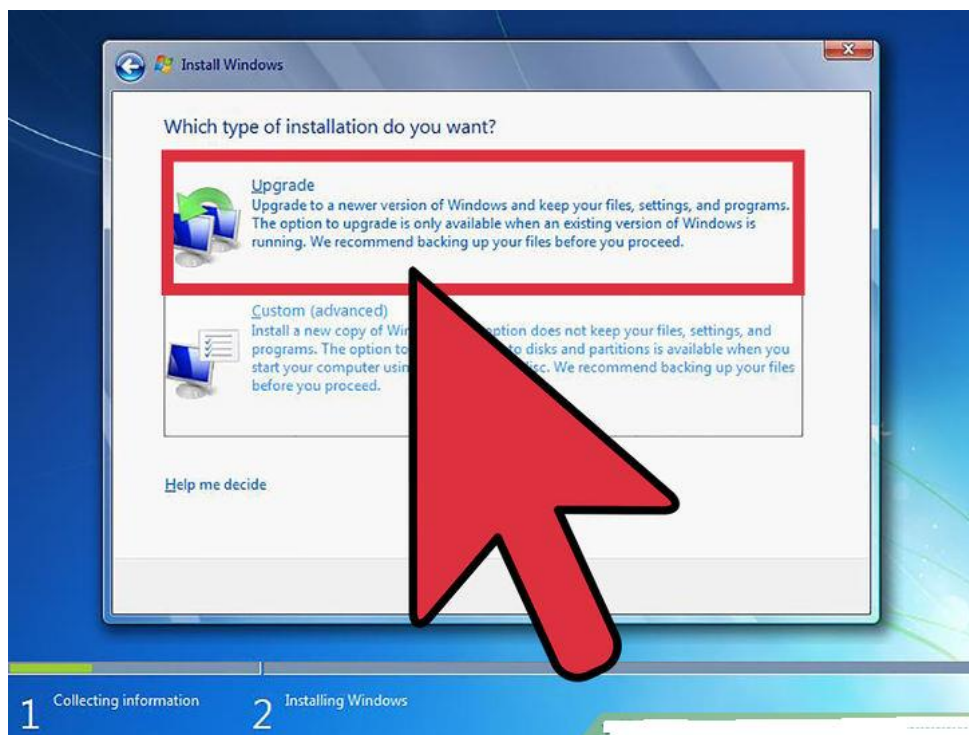 Install Windows
Which type of installation do you want?
Upgrade
Upgrade to a newer version of Windows and keep your files, settings, and programs.
The option to upgrade is only available when an existing version of Windows is
running. We recommend backing up your files before you proceed.
Custom (advanced)
Install a new copy of option does not keep your files, settings, and
programs. The option to to disks and partitions is available when you
start your computer We recommend backing up your files
before you proceed.
Help me decide
1 Collecting information 2 Installing Windows